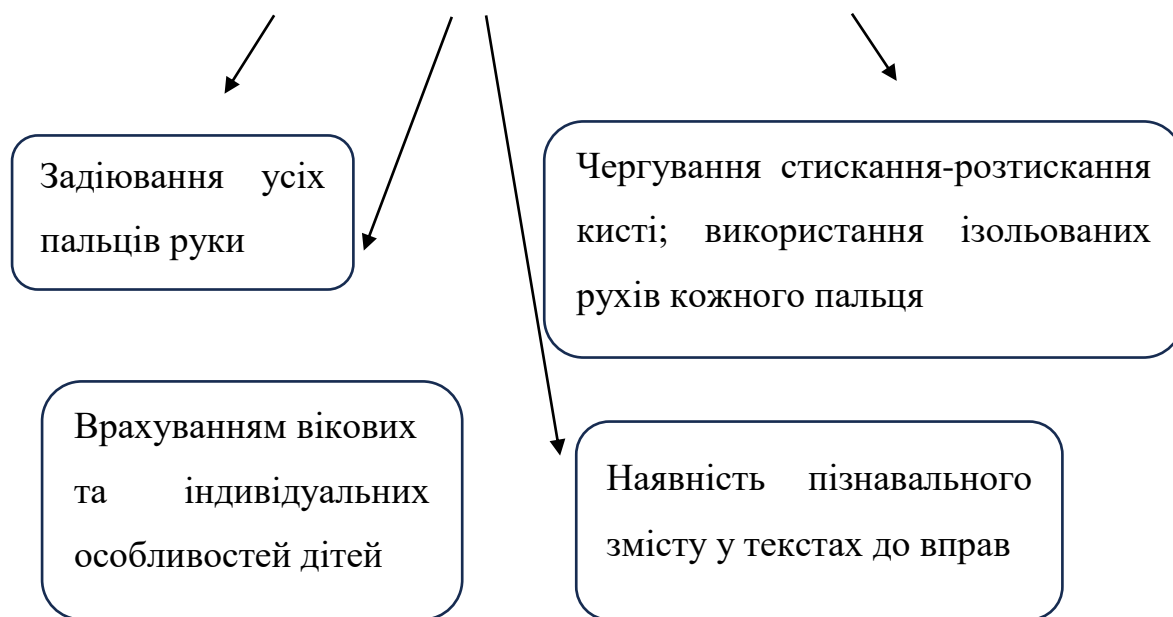 Задіювання усіх
пальців руки
Чергування стискання-розтискання
кисті; використання ізольованих
рухів кожного пальця
Врахуванням вікових
та індивідуальних
особливостей дітей
Наявність пізнавального
змісту у текстах до вправ